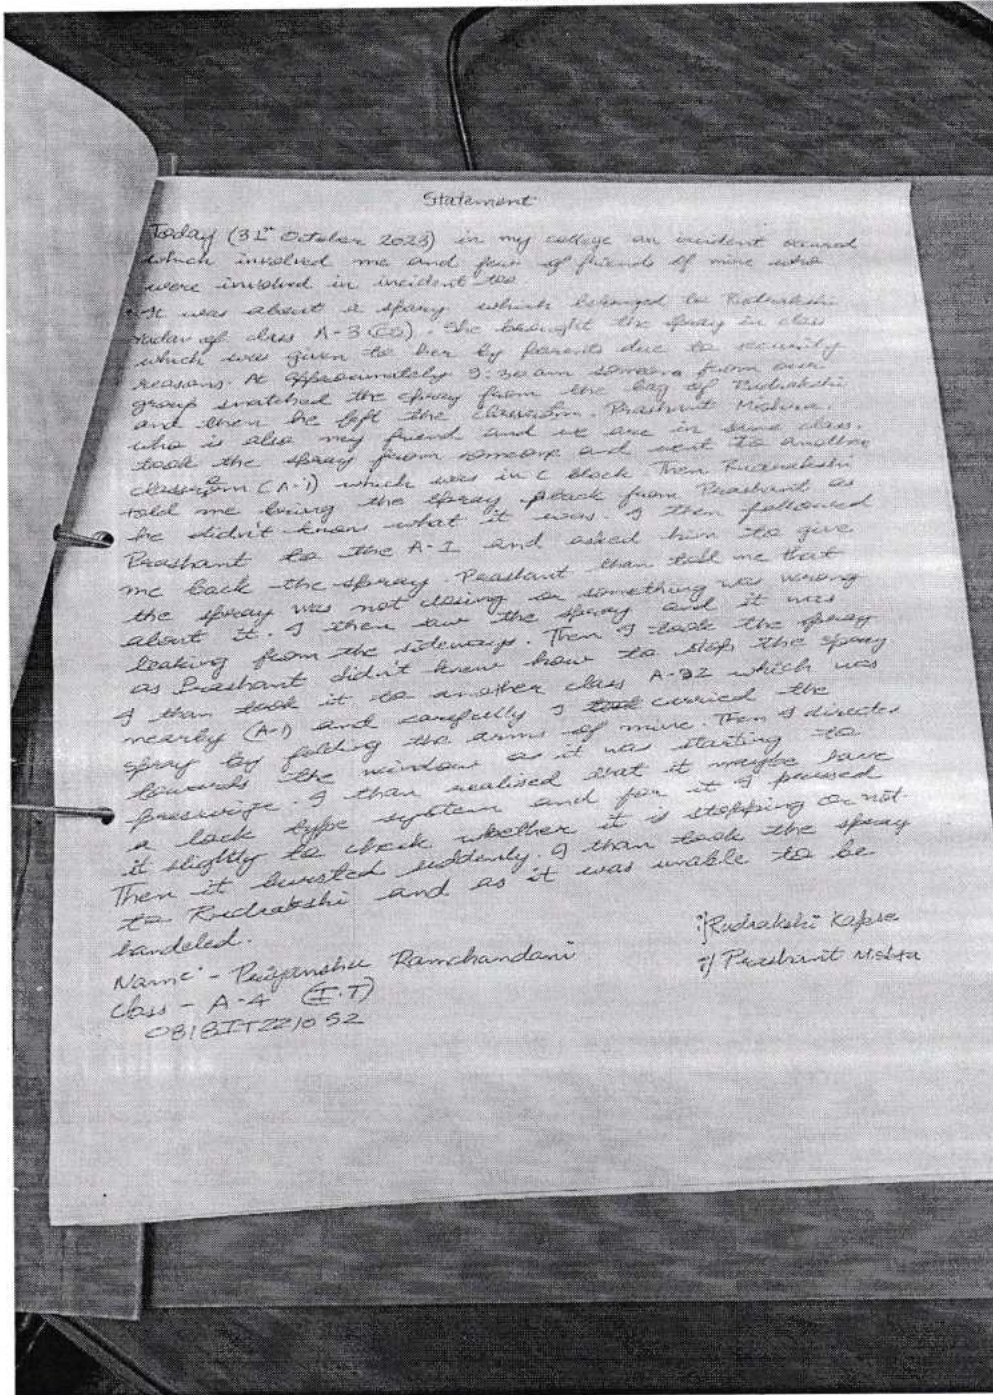 Statement
Today (31st October 2023) in my college an incident occured
which involved me and few of friends of mine who
were involved in incident too
It was about a spary which belonged to Rudrakshi
Yadav of class A-3 (CS). She brought the spray in class
which was given to her by parents due to security
reasons. At approximately 9:30 am someone from our
group snatched the spray from the bag of Rudrakshi
and then he left the classroom. Prashant Mishra.
who is also my friend and we are in same class.
took the spray from someone and went to another
classroom (A-1) which was in C block. Then Rudrakshi
told me bring the spray back from Prashant as
he didn't know what it was. I then followed
Prashant to the A-1 and asked him to give
me back the spray. Prashant than told me that
the spray was not closing or something was wrong
about it. I then saw the spray and it was
leaking from the sideways. Then I took the spray
as Prashant didn't knew how to stop the spray
I than took it to another class A-32 which was
nearby (A-1) and carefully I carried the
spray by folding the arms of mine. Then I directed
towards the window as it was starting to
pressurize. I than realised that it maybe have
a lock type system and for it I pressed
it slightly to check whether it is stopping or not
Then it bursted suddenly. I than took the spray
to Rudrakshi and as it was unable to be
handeled.
i) Rudrakshi Kapse
Name - Priyanshu Ramchandani
ii) Prashant Mishra
Class - A-4 (I.T)
0818IT221052